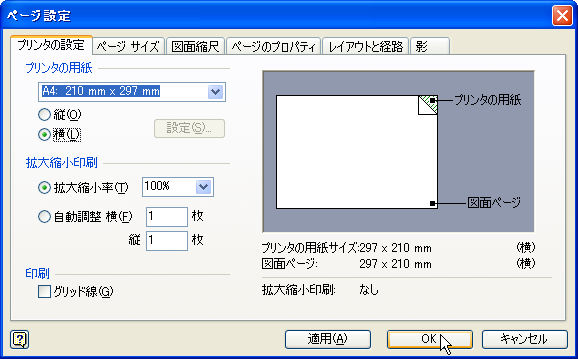 ページ設定
プリンタの設定 ページ サイズ 図面縮尺 ページのプロパティ レイアウトと経路 影
プリンタの用紙
A4: 210 mm x 297 mm
縦(O)
横(L)
設定(S)...
拡大縮小印刷
拡大縮小率(T) 100%
自動調整 横(F) 1 枚
縦 1 枚
印刷
グリッド線(G)
プリンタの用紙
図面ページ
プリンタの用紙サイズ:297 x 210 mm (横)
図面ページ: 297 x 210 mm (横)
拡大縮小印刷: なし
? 適用(A) OK キャンセル